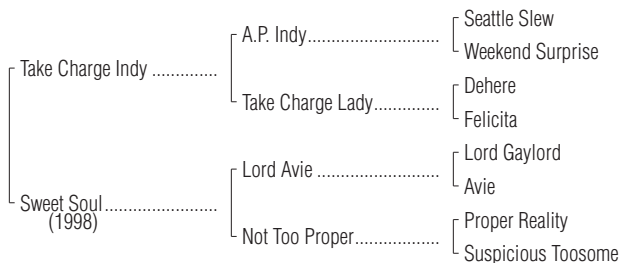 Seattle Slew
A.P. Indy..............................
Weekend Surprise
Take Charge Indy ...............
Dehere
Take Charge Lady...............
Felicita
Lord Gaylord
Lord Avie ............................
Avie
Sweet Soul..........................
(1998)
Proper Reality
Not Too Proper...................
Suspicious Toosome